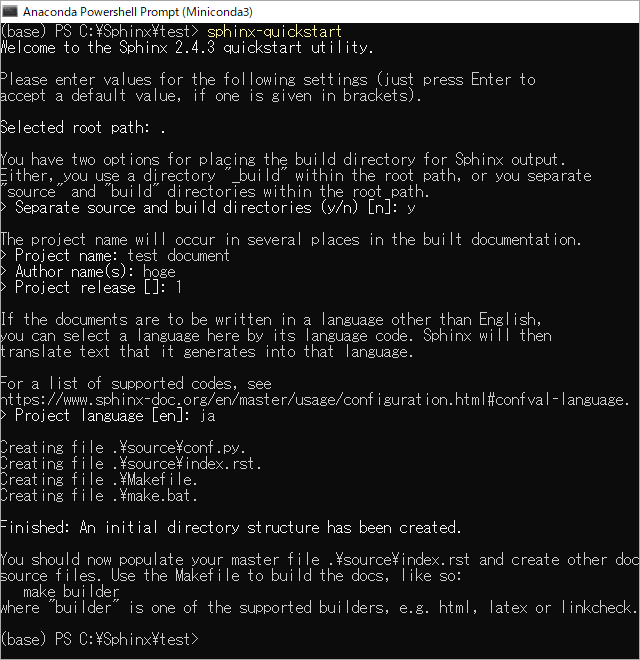 Anaconda Powershell Prompt (Miniconda3)
(base) PS C:¥Sphinx¥test> sphinx-quickstart
Welcome to the Sphinx 2.4.3 quickstart utility.
Please enter values for the following settings (just press Enter to
accept a default value, if one is given in brackets).
Selected root path: .
You have two options for placing the build directory for Sphinx output.
Either, you use a directory "_build" within the root path, or you separate
"source" and "build" directories within the root path.
> Separate source and build directories (y/n) [n]: y
The project name will occur in several places in the built documentation.
> Project name: test document
> Author name(s): hoge
> Project release []: 1
If the documents are to be written in a language other than English,
you can select a language here by its language code. Sphinx will then
translate text that it generates into that language.
For a list of supported codes, see
https://www.sphinx-doc.org/en/master/usage/configuration.html#confval-language.
> Project language [en]: ja
Creating file .¥source¥conf.py.
Creating file .¥source¥index.rst.
Creating file .¥Makefile.
Creating file .¥make.bat.
Finished: An initial directory structure has been created.
You should now populate your master file .¥source¥index.rst and create other doc
source files. Use the Makefile to build the docs, like so:
make builder
where "builder" is one of the supported builders, e.g. html, latex or linkcheck.
(base) PS C:¥Sphinx¥test>